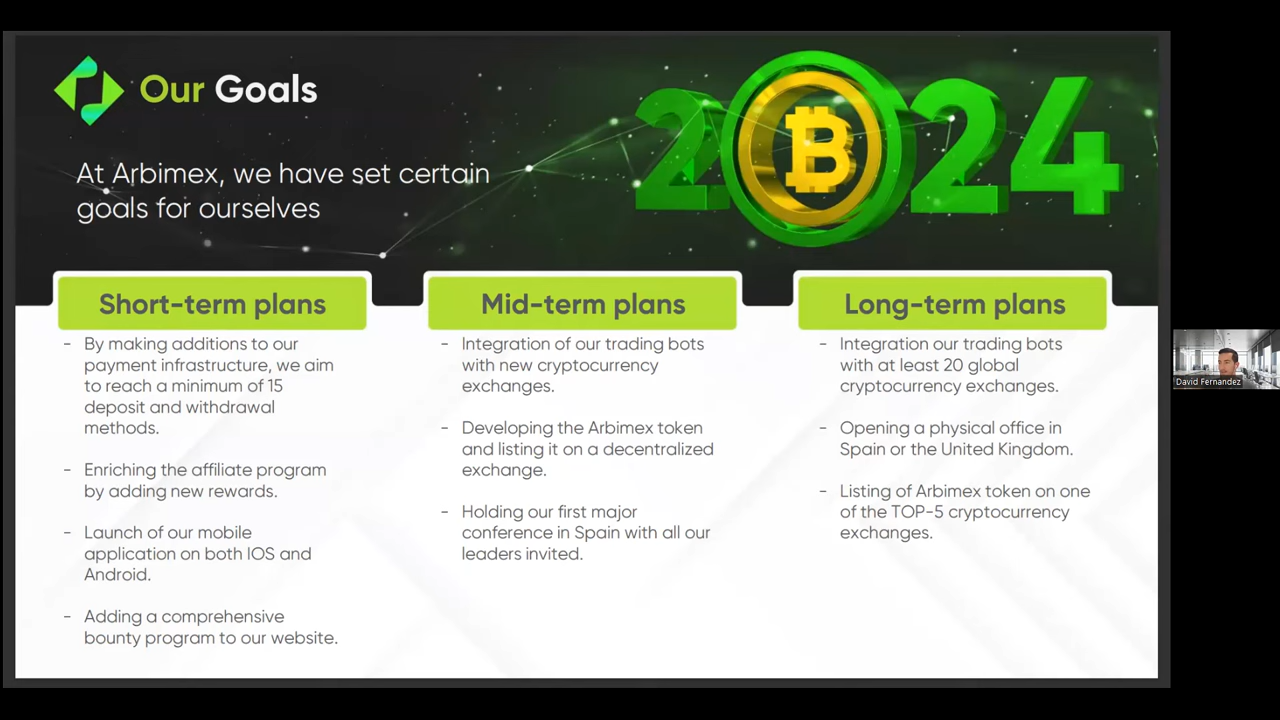 Our Goals
2024
At Arbimex, we have set certain
goals for ourselves
Short-term plans
- By making additions to our
payment infrastructure, we aim
to reach a minimum of 15
deposit and withdrawal
methods.
- Enriching the affiliate program
by adding new rewards.
- Launch of our mobile
application on both IOS and
Android.
- Adding a comprehensive
bounty program to our website.
Mid-term plans
- Integration of our trading bots
with new cryptocurrency
exchanges.
- Developing the Arbimex token
and listing it on a decentralized
exchange.
- Holding our first major
conference in Spain with all our
leaders invited.
Long-term plans
- Integration our trading bots
with at least 20 global
cryptocurrency exchanges.
- Opening a physical office in
Spain or the United Kingdom.
- Listing of Arbimex token on one
of the TOP-5 cryptocurrency
exchanges.
David Fernandez